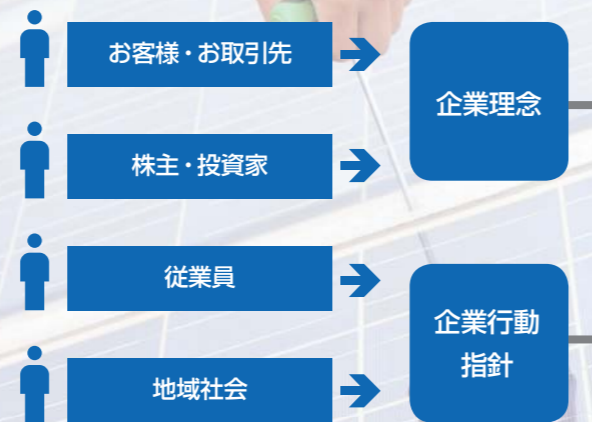 お客様・お取引先
企業理念
株主・投資家
従業員
企業行動
指針
地域社会